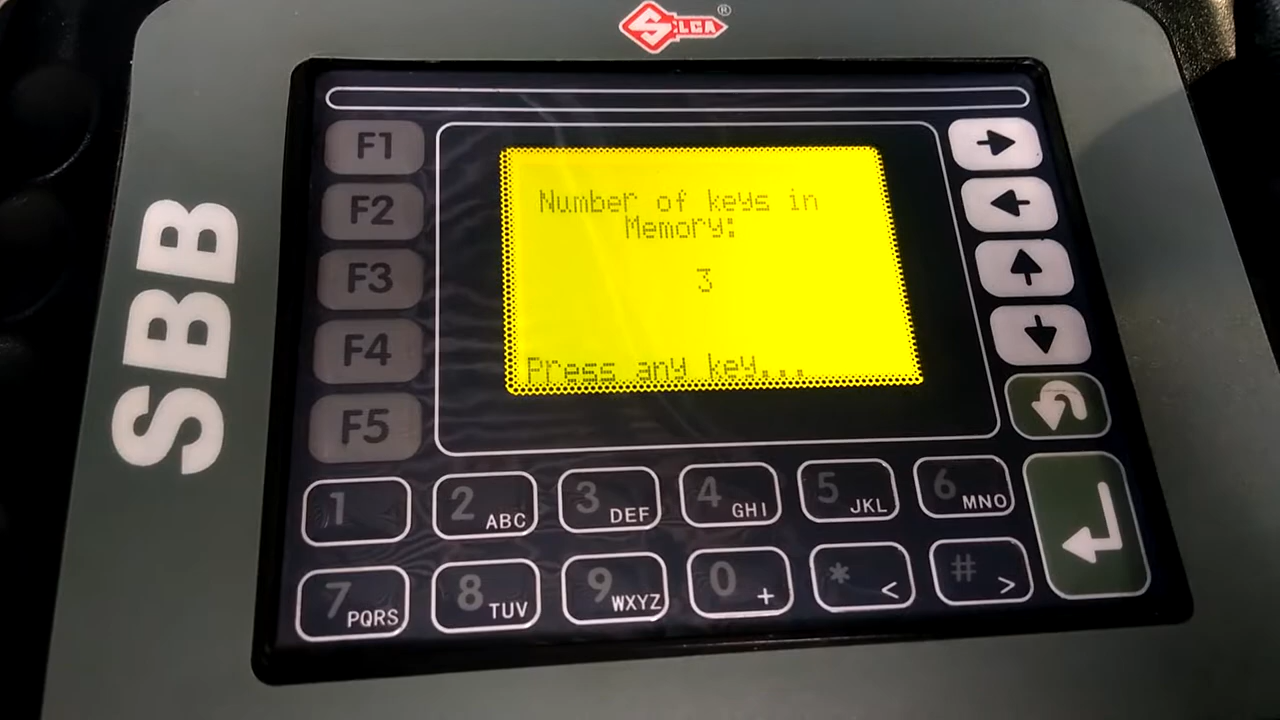 SILCA®
SBB
F1
F2
F3
F4
F5
Number of keys in
Memory:
3
Press any key...
1
2 ABC
3 DEF
4 GHI
5 JKL
6 MNO
7 PQRS
8 TUV
9 WXYZ
0 +
* <
# >